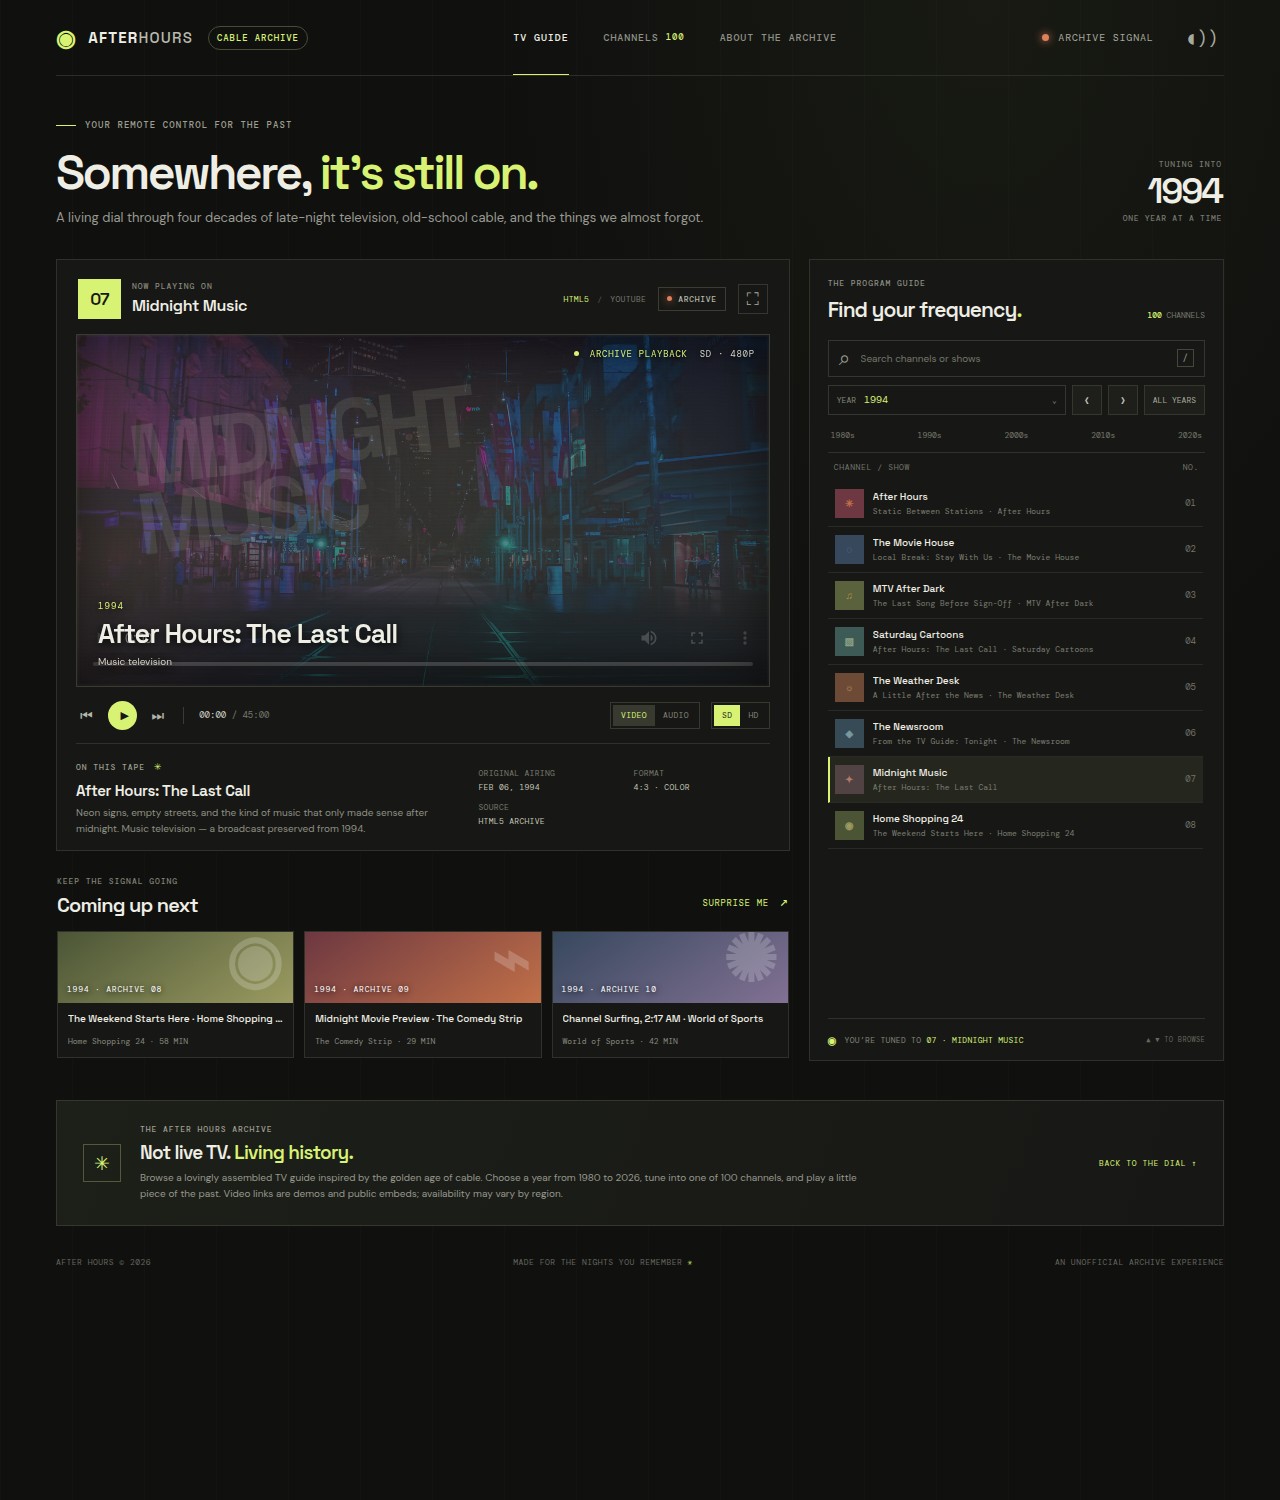 AFTERHOURS
CABLE ARCHIVE
TV GUIDE
CHANNELS 100
ABOUT THE ARCHIVE
ARCHIVE SIGNAL
YOUR REMOTE CONTROL FOR THE PAST
Somewhere, it's still on.
A living dial through four decades of late-night television, old-school cable, and the things we almost forgot.
TUNING INTO
1994
ONE YEAR AT A TIME
07
NOW PLAYING ON
Midnight Music
HTML5 / YOUTUBE
ARCHIVE
ARCHIVE PLAYBACK SD · 480P
MIDNIGHT
MUSIC
1994
After Hours: The Last Call
Music television
00:00 / 45:00
VIDEO AUDIO
SD HD
ON THIS TAPE
After Hours: The Last Call
Neon signs, empty streets, and the kind of music that only made sense after
midnight. Music television — a broadcast preserved from 1994.
ORIGINAL AIRING
FEB 06, 1994
FORMAT
4:3 · COLOR
SOURCE
HTML5 ARCHIVE
KEEP THE SIGNAL GOING
Coming up next
SURPRISE ME ↗
1994 · ARCHIVE 08
The Weekend Starts Here · Home Shopping ...
Home Shopping 24 · 58 MIN
1994 · ARCHIVE 09
Midnight Movie Preview · The Comedy Strip
The Comedy Strip · 29 MIN
1994 · ARCHIVE 10
Channel Surfing, 2:17 AM · World of Sports
World of Sports · 42 MIN
THE PROGRAM GUIDE
Find your frequency.
100 CHANNELS
Search channels or shows
/
YEAR 1994
‹
›
ALL YEARS
1980s 1990s 2000s 2010s 2020s
CHANNEL / SHOW NO.
After Hours
Static Between Stations · After Hours
01
The Movie House
Local Break: Stay With Us · The Movie House
02
MTV After Dark
The Last Song Before Sign-Off · MTV After Dark
03
Saturday Cartoons
After Hours: The Last Call · Saturday Cartoons
04
The Weather Desk
A Little After the News · The Weather Desk
05
The Newsroom
From the TV Guide: Tonight · The Newsroom
06
Midnight Music
After Hours: The Last Call
07
Home Shopping 24
The Weekend Starts Here · Home Shopping 24
08
YOU'RE TUNED TO 07 · MIDNIGHT MUSIC
▲ ▼ TO BROWSE
THE AFTER HOURS ARCHIVE
Not live TV. Living history.
Browse a lovingly assembled TV guide inspired by the golden age of cable. Choose a year from 1980 to 2026, tune into one of 100 channels, and play a little
piece of the past. Video links are demos and public embeds; availability may vary by region.
BACK TO THE DIAL ↑
AFTER HOURS © 2026
MADE FOR THE NIGHTS YOU REMEMBER
AN UNOFFICIAL ARCHIVE EXPERIENCE